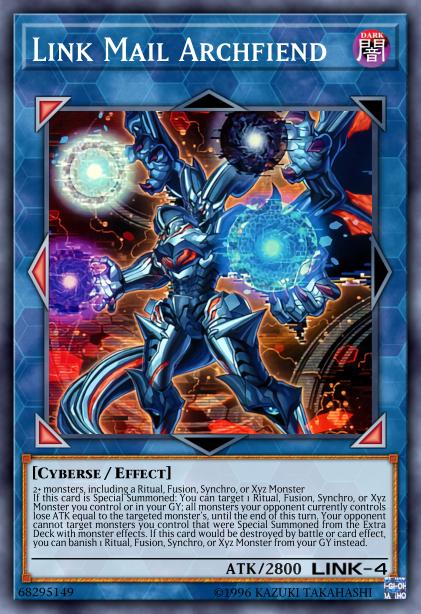 LINK MAIL ARCHFIEND
DARK
闇
[CYBERSE / EFFECT]
2+ monsters, including a Ritual, Fusion, Synchro, or Xyz Monster
If this card is Special Summoned: You can target 1 Ritual, Fusion, Synchro, or Xyz
Monster you control or in your GY; all monsters your opponent currently controls
lose ATK equal to the targeted monster's, until the end of this turn. Your opponent
cannot target monsters you control that were Special Summoned from the Extra
Deck with monster effects. If this card would be destroyed by battle or card effect,
you can banish 1 Ritual, Fusion, Synchro, or Xyz Monster from your GY instead.
ATK/2800 LINK-4
68295149 ©1996 KAZUKI TAKAHASHI